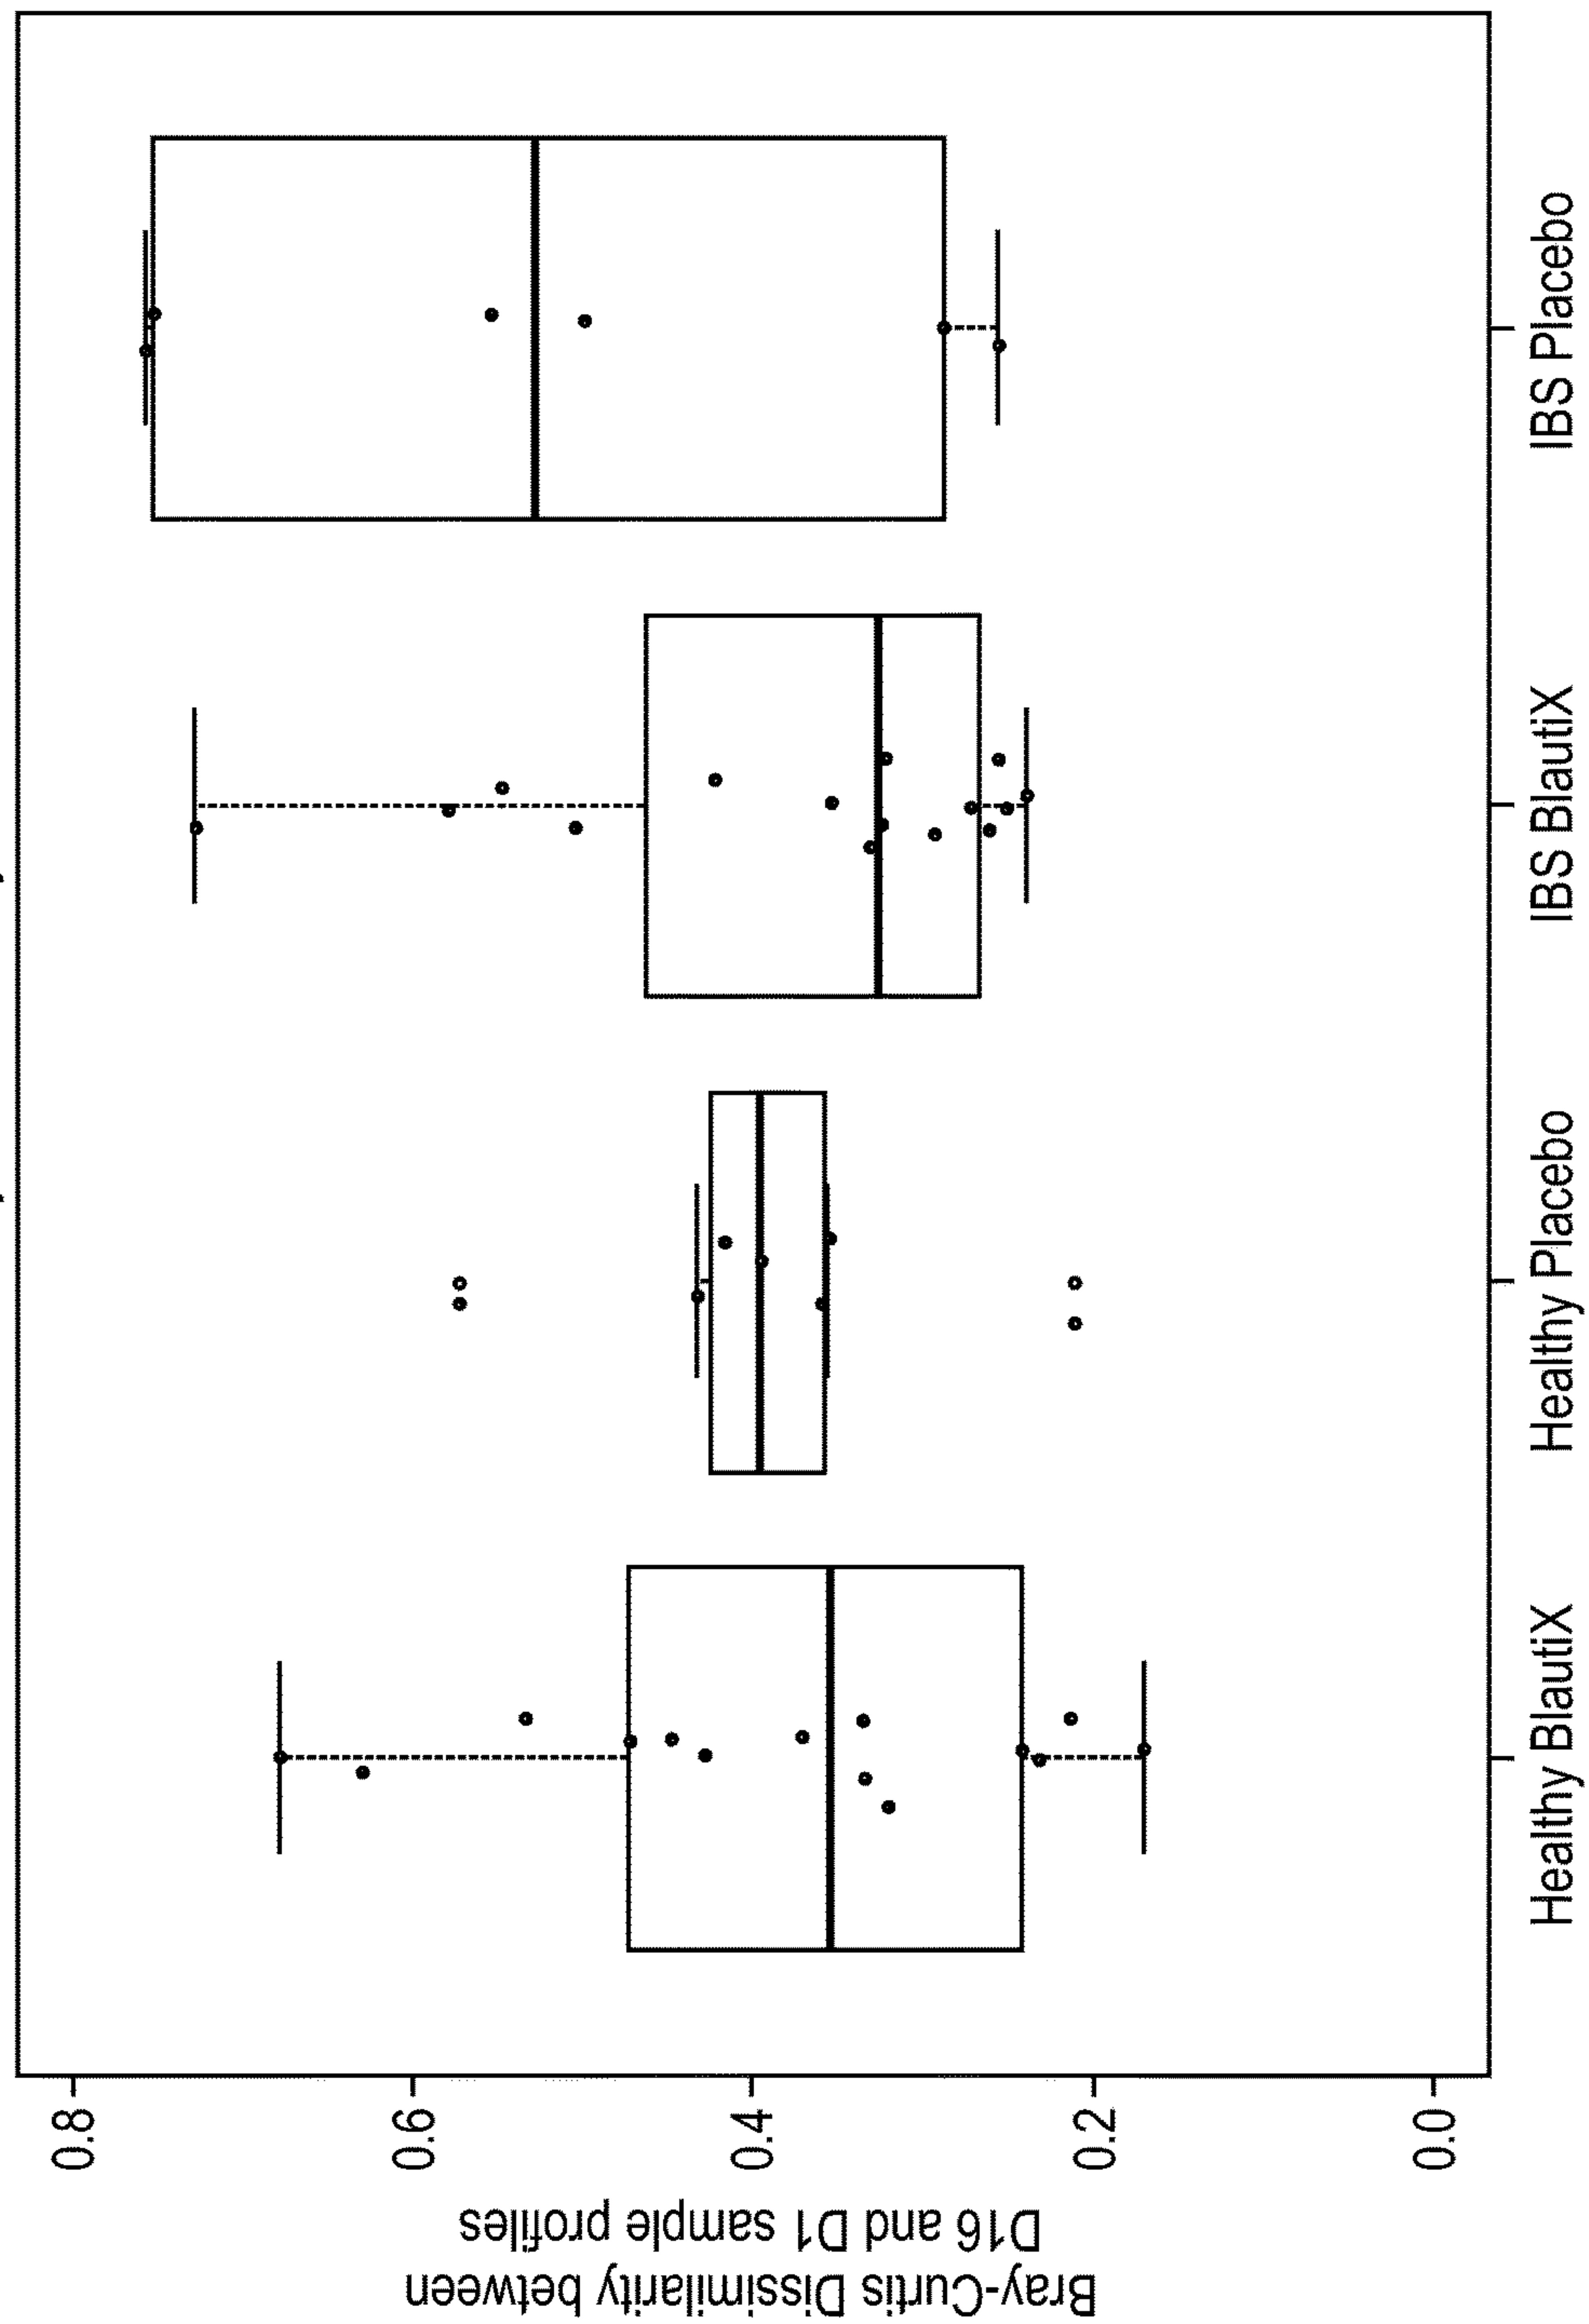 Bray-Curtis Dissimilarity between
D16 and D1 sample profiles
0.8
0.6
0.4
0.2
0.0
Healthy BlautiX
Healthy Placebo
IBS BlautiX
IBS Placebo